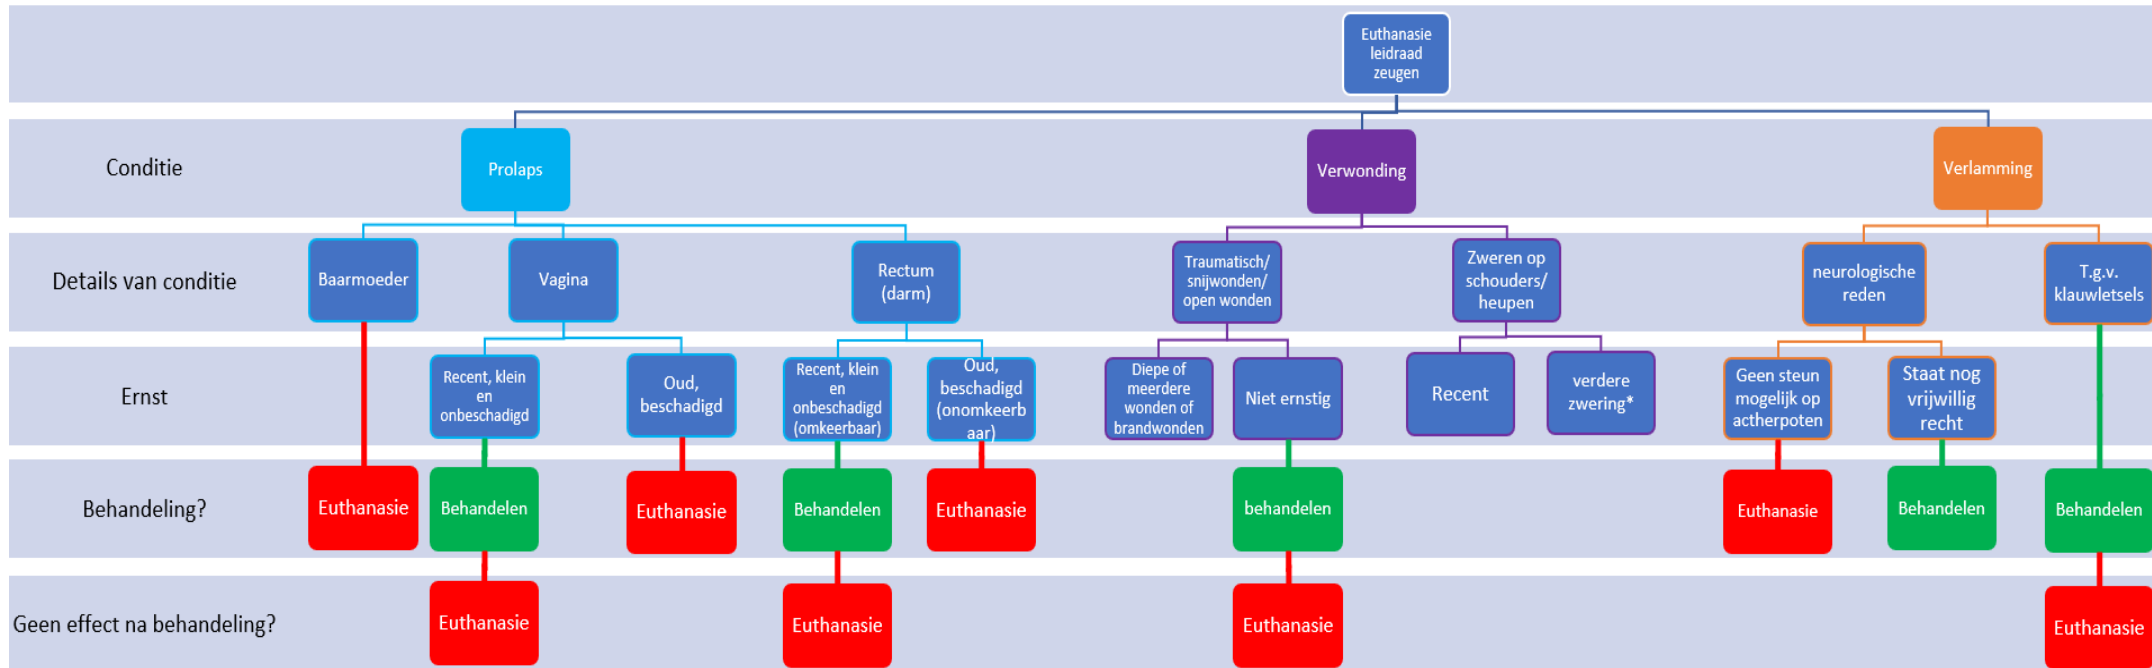 Euthanasie
leidraad
zeugen
Conditie
Prolaps
Verwonding
Verlamming
Details van conditie
Baarmoeder
Vagina
Rectum
(darm)
Traumatisch/
snijwonden/
open wonden
Zweren op
schouders/
heupen
neurologische
reden
T.g.v.
klauwletsels
Ernst
Recent, klein
en
onbeschadigd
Oud,
beschadigd
Recent, klein
en
onbeschadigd
(omkeerbaar)
Oud,
beschadigd
(onomkeerb
aar)
Diepe of
meerdere
wonden of
brandwonden
Niet ernstig
Recent
verdere
zwering*
Geen steun
mogelijk op
actherpoten
Staat nog
vrijwillig
recht
Behandeling?
Euthanasie
Behandelen
Euthanasie
Behandelen
Euthanasie
behandelen
Euthanasie
Behandelen
Behandelen
Geen effect na behandeling?
Euthanasie
Euthanasie
Euthanasie
Euthanasie